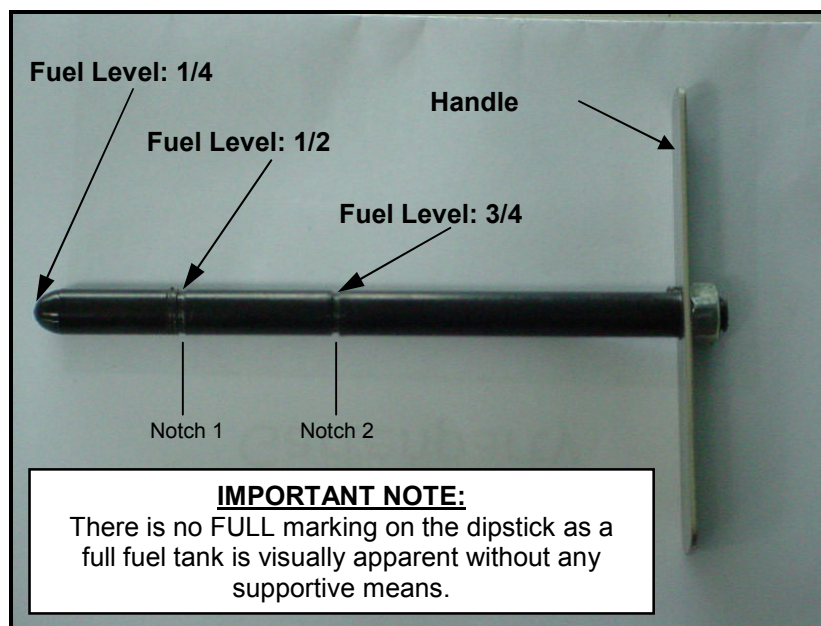 Fuel Level: 1/4
Handle
Fuel Level: 1/2
Fuel Level: 3/4
Notch 1
Notch 2
IMPORTANT NOTE:
There is no FULL marking on the dipstick as a
full fuel tank is visually apparent without any
supportive means.